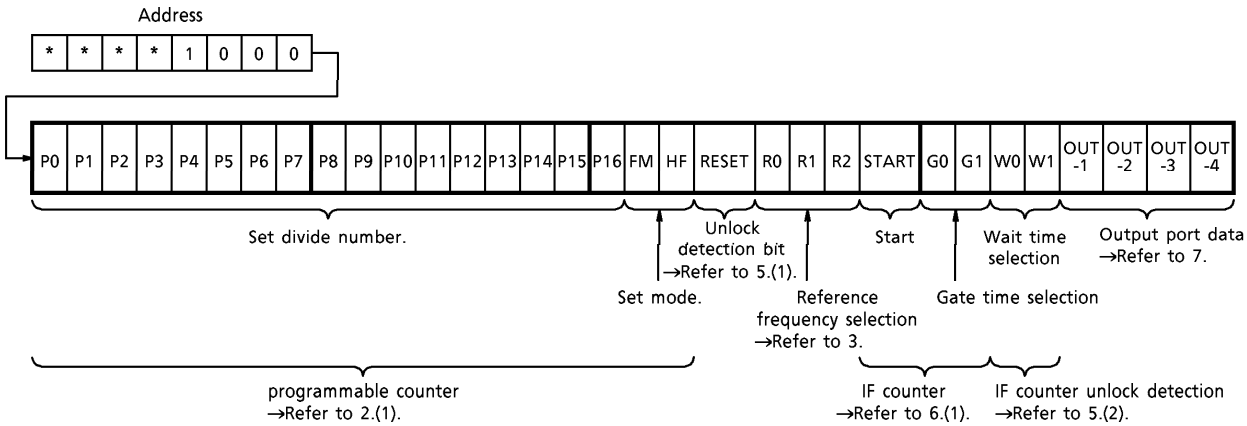 Address
* * * * 1 0 0 0
P0 P1 P2 P3 P4 P5 P6 P7 P8 P9 P10 P11 P12 P13 P14 P15 P16 FM HF RESET R0 R1 R2 START G0 G1 W0 W1 OUT-1 OUT-2 OUT-3 OUT-4
Set divide number.
Set mode.
Unlock
detection bit
→Refer to 5.(1).
Reference
frequency selection
→Refer to 3.
Start
Gate time selection
Wait time
selection
Output port data
→Refer to 7.
programmable counter
→Refer to 2.(1).
IF counter
→Refer to 6.(1).
IF counter unlock detection
→Refer to 5.(2).